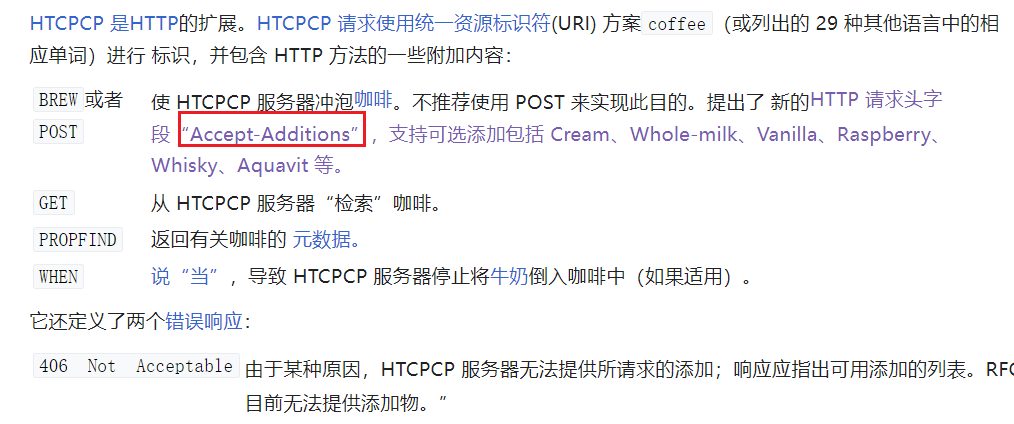 HTCPCP 是HTTP的扩展。HTCPCP 请求使用统一资源标识符(URI) 方案 coffee（或列出的 29 种其他语言中的相
应单词）进行 标识，并包含 HTTP 方法的一些附加内容：
BREW 或者 使 HTCPCP 服务器冲泡咖啡。不推荐使用 POST 来实现此目的。提出了 新的HTTP 请求头字
POST 段 “Accept-Additions” ，支持可选添加包括 Cream、Whole-milk、Vanilla、Raspberry、
Whisky、Aquavit 等。
GET 从 HTCPCP 服务器“检索”咖啡。
PROPFIND 返回有关咖啡的 元数据。
WHEN 说“当”，导致 HTCPCP 服务器停止将牛奶倒入咖啡中（如果适用）。
它还定义了两个错误响应：
406 Not Acceptable 由于某种原因，HTCPCP 服务器无法提供所请求的添加；响应应指出可用添加的列表。RFC
目前无法提供添加物。”